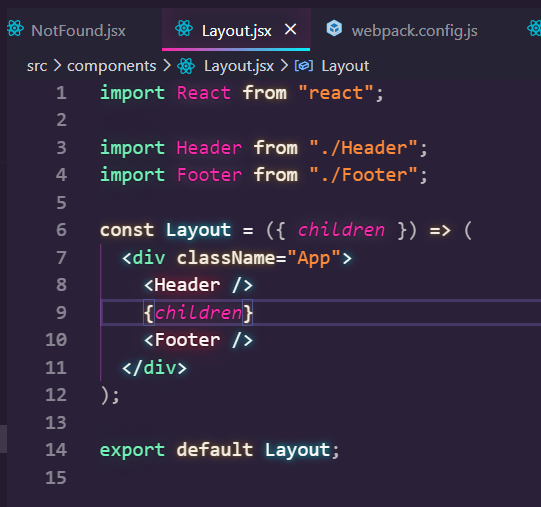 NotFound.jsx Layout.jsx × webpack.config.js
src > components > Layout.jsx > Layout
1 import React from "react";
2
3 import Header from "./Header";
4 import Footer from "./Footer";
5
6 const Layout = ({ children }) => (
7   <div className="App">
8     <Header />
9     {children}
10     <Footer />
11   </div>
12 );
13
14 export default Layout;
15